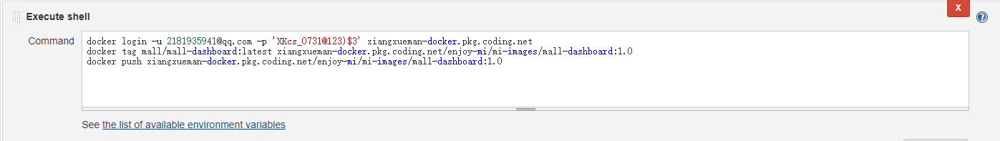 Execute shell
X
Command
docker login -u 2181935941@qq.com -p 'XKcs_0731@123)$3' xiangxueman-docker.pkg.coding.net
docker tag mall/mall-dashboard:latest xiangxueman-docker.pkg.coding.net/enjoy-mi/mi-images/mall-dashboard:1.0
docker push xiangxueman-docker.pkg.coding.net/enjoy-mi/mi-images/mall-dashboard:1.0
See the list of available environment variables